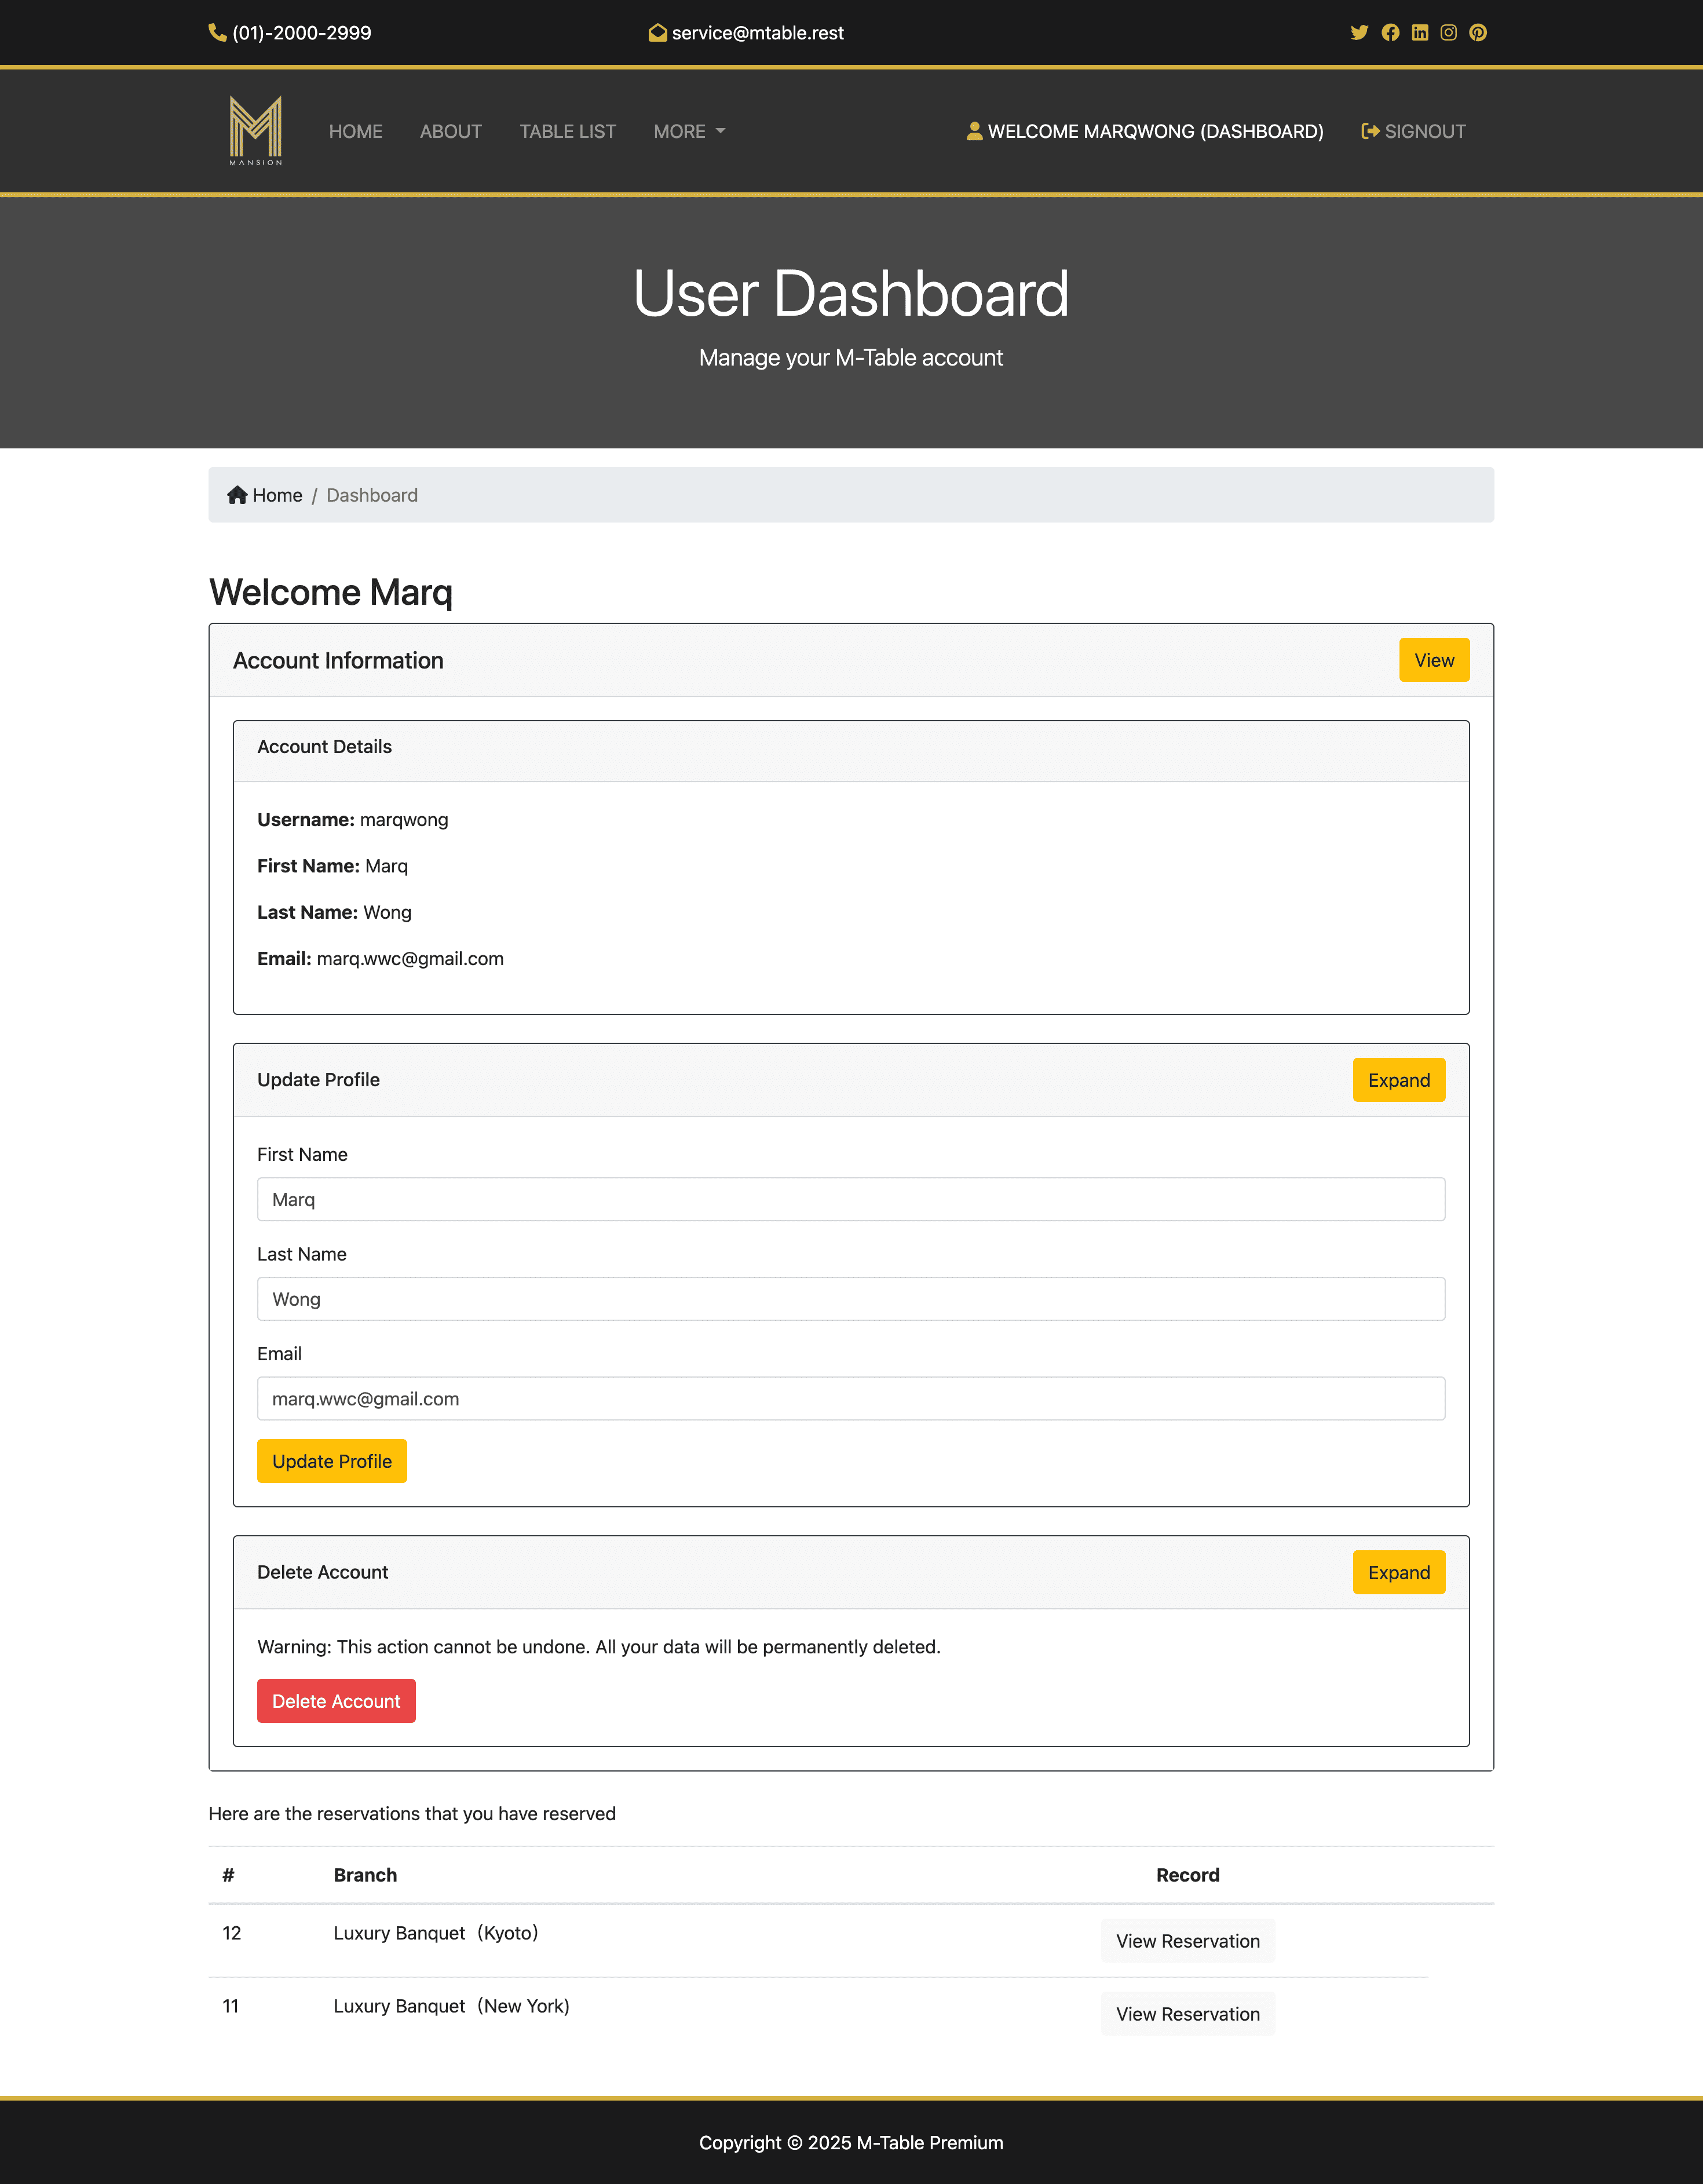 (01)-2000-2999
service@mtable.rest
MANSION
HOME
ABOUT
TABLE LIST
MORE
WELCOME MARQWONG (DASHBOARD)
SIGNOUT
User Dashboard
Manage your M-Table account
Home / Dashboard
Welcome Marq
Account Information
View
Account Details
Username: marqwong
First Name: Marq
Last Name: Wong
Email: marq.wwc@gmail.com
Update Profile
Expand
First Name
Marq
Last Name
Wong
Email
marq.wwc@gmail.com
Update Profile
Delete Account
Expand
Warning: This action cannot be undone. All your data will be permanently deleted.
Delete Account
Here are the reservations that you have reserved
# Branch Record
12 Luxury Banquet（Kyoto） View Reservation
11 Luxury Banquet（New York) View Reservation
Copyright © 2025 M-Table Premium